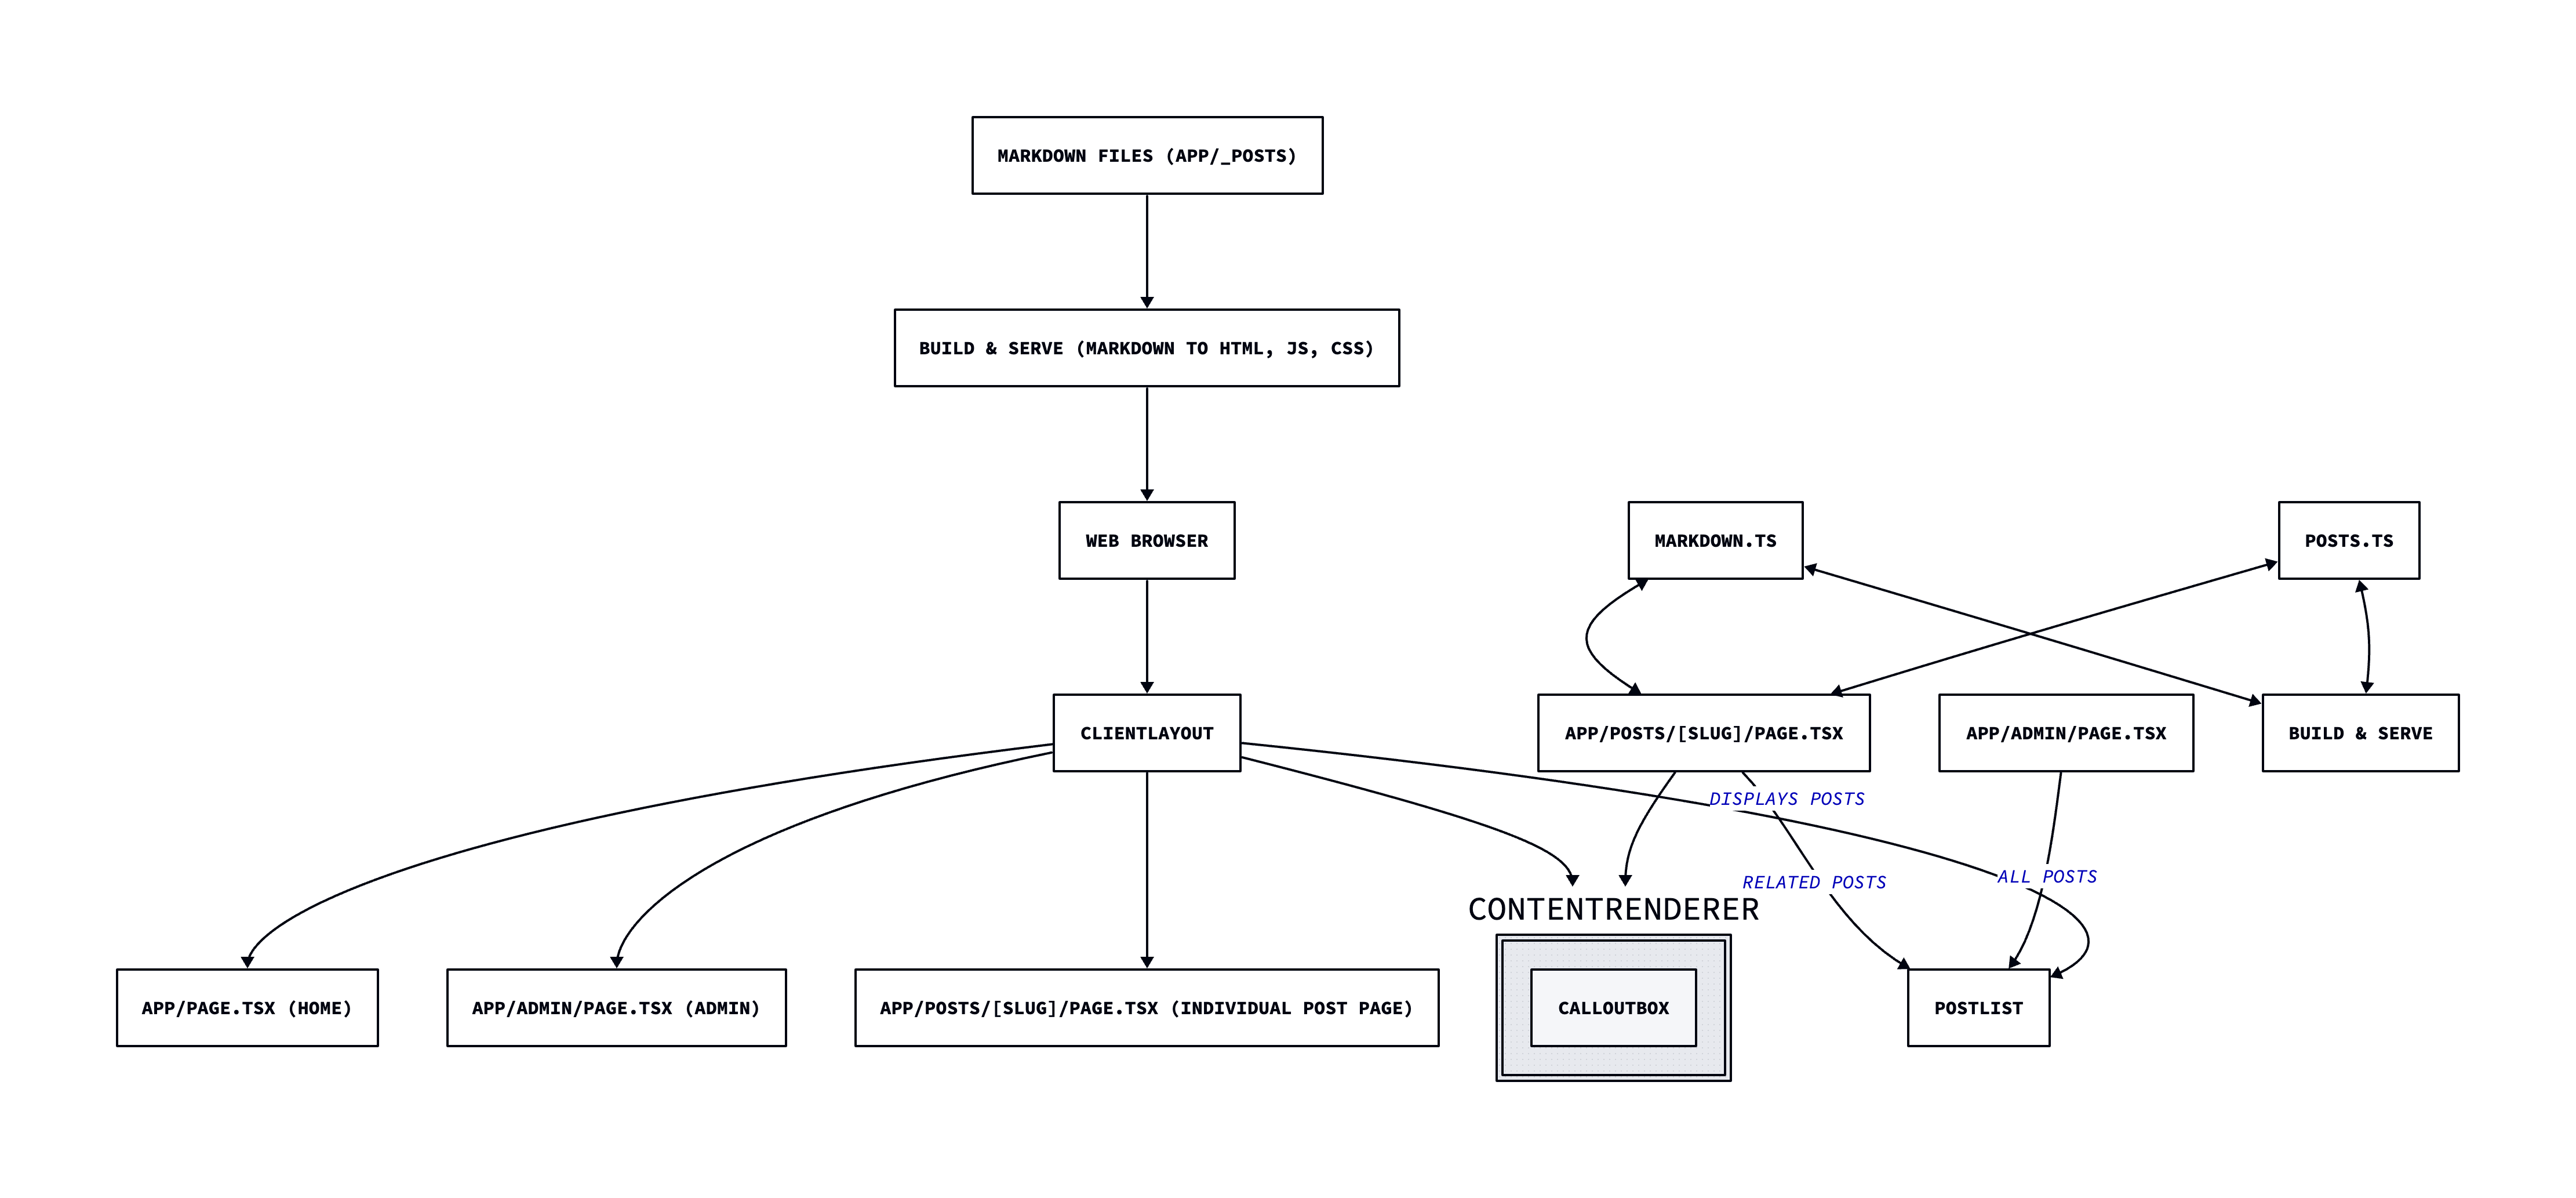 MARKDOWN FILES (APP/_POSTS)
BUILD & SERVE (MARKDOWN TO HTML, JS, CSS)
WEB BROWSER
MARKDOWN.TS
POSTS.TS
CLIENTLAYOUT
APP/POSTS/[SLUG]/PAGE.TSX
APP/ADMIN/PAGE.TSX
BUILD & SERVE
DISPLAYS POSTS
RELATED POSTS
ALL POSTS
CONTENTRENDERER
APP/PAGE.TSX (HOME)
APP/ADMIN/PAGE.TSX (ADMIN)
APP/POSTS/[SLUG]/PAGE.TSX (INDIVIDUAL POST PAGE)
CALLOUTBOX
POSTLIST